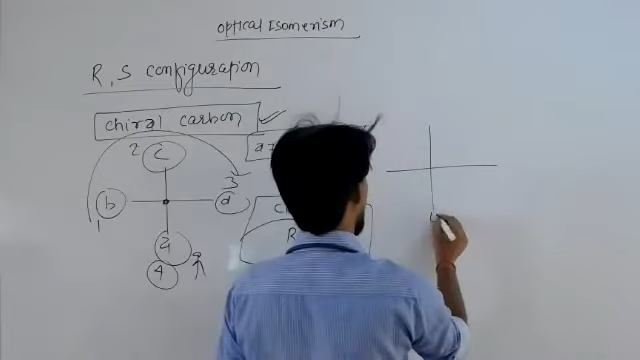 optical Isomerism
R, S configuration
chiral carbon
2 c
3
b d
1
4
R